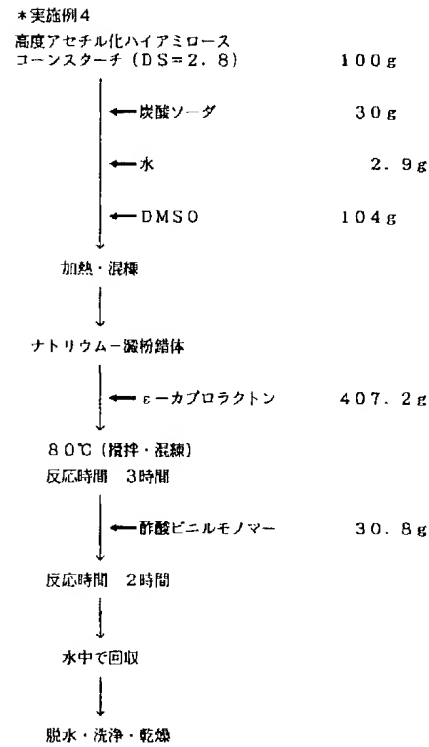 *実施例4
高度アセチル化ハイアミロース
コーンスターチ(DS=2.8) 100g
←炭酸ソーダ 30g
←水 2.9g
←DMSO 104g
加熱・混練
ナトリウム－澱粉錯体
←ε－カプロラクトン 407.2g
80℃(攪拌・混練)
反応時間 3時間
←酢酸ビニルモノマー 30.8g
反応時間 2時間
水中で回収
脱水・洗浄・乾燥